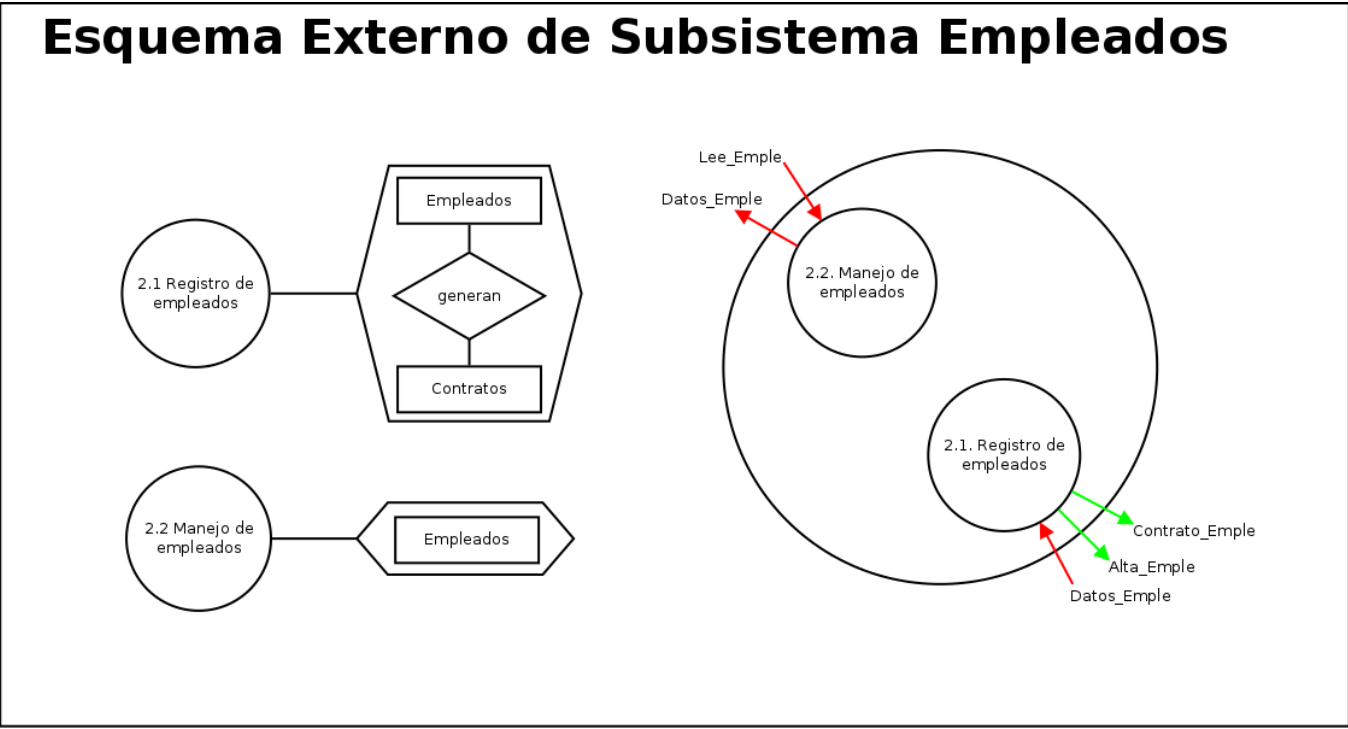 Esquema Externo de Subsistema Empleados
2.1 Registro de
empleados
Empleados
generan
Contratos
2.2 Manejo de
empleados
Empleados
Lee_Emple
Datos_Emple
2.2. Manejo de
empleados
2.1. Registro de
empleados
Contrato_Emple
Alta_Emple
Datos_Emple